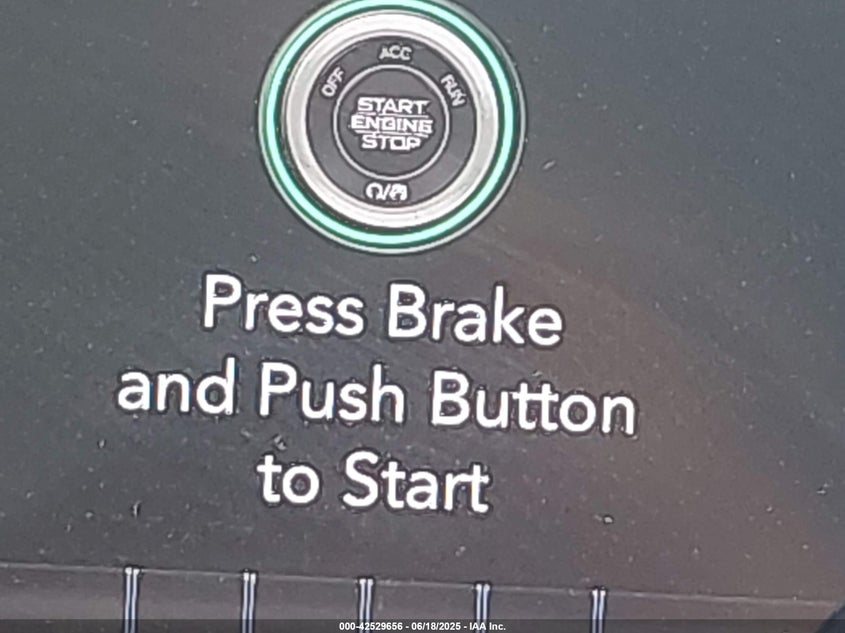 OFF ACC RUN
START
ENGINE
STOP
Press Brake
and Push Button
to Start
000-42529656 - 06/18/2025 - IAA Inc.